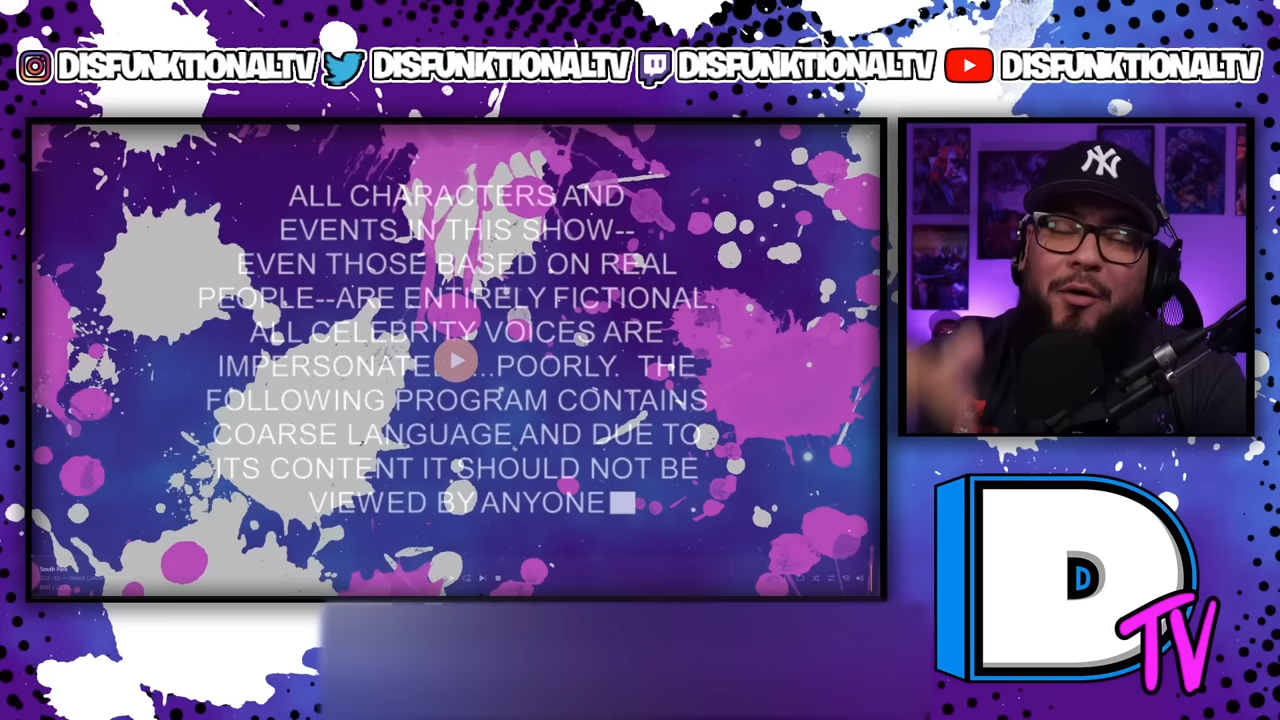 DISFUNKTIONALTV DISFUNKTIONALTV DISFUNKTIONALTV DISFUNKTIONALTV
ALL CHARACTERS AND
EVENTS IN THIS SHOW--
EVEN THOSE BASED ON REAL
PEOPLE--ARE ENTIRELY FICTIONAL.
ALL CELEBRITY VOICES ARE
...POORLY. THE
FOLLOWING PROGRAM CONTAINS
COARSE LANGUAGE AND DUE TO
ITS CONTENT IT SHOULD NOT BE
VIEWED BY ANYONE
South Park
NY
D
D
TV